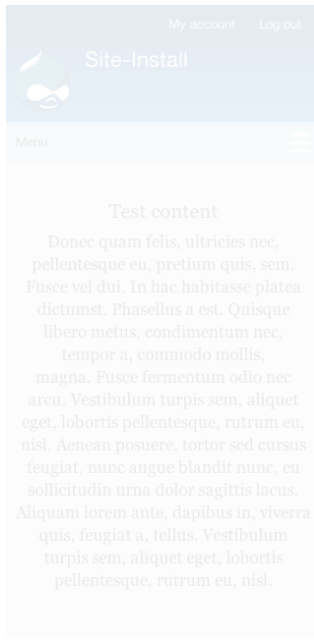 My account Log out
Site-Install
Menu
Test content
Donec quam felis, ultricies nec,
pellentesque eu, pretium quis, sem.
Fusce vel dui. In hac habitasse platea
dictumst. Phasellus a est. Quisque
libero metus, condimentum nec,
tempor a, commodo mollis,
magna. Fusce fermentum odio nec
arcu. Vestibulum turpis sem, aliquet
eget, lobortis pellentesque, rutrum eu,
nisl. Aenean posuere, tortor sed cursus
feugiat, nunc augue blandit nunc, eu
sollicitudin urna dolor sagittis lacus.
Aliquam lorem ante, dapibus in, viverra
quis, feugiat a, tellus. Vestibulum
turpis sem, aliquet eget, lobortis
pellentesque, rutrum eu, nisl.